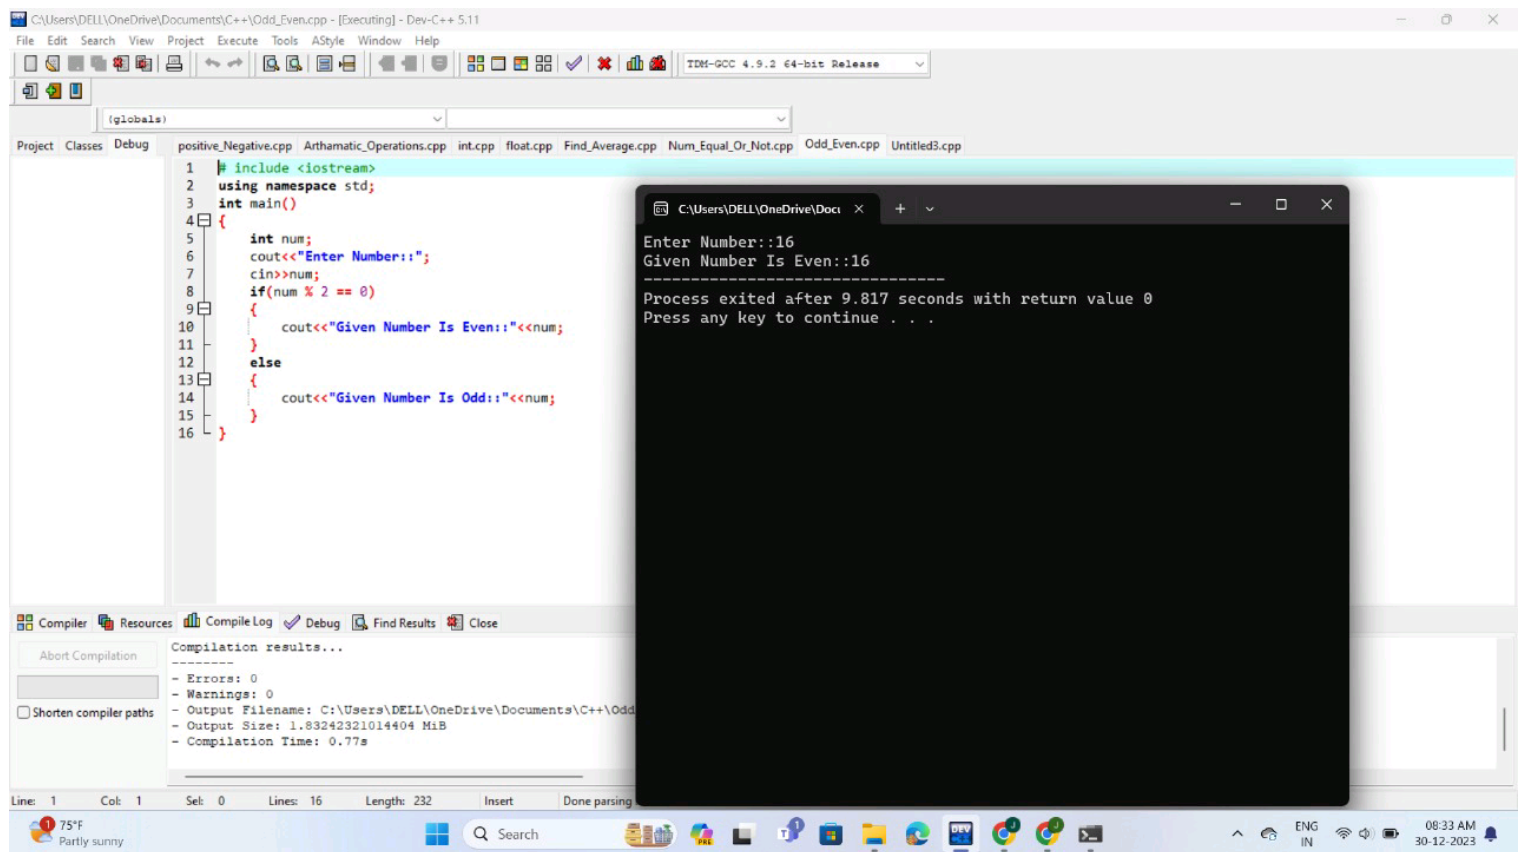 C:\Users\DELL\OneDrive\Documents\C++\Odd_Even.cpp - [Executing] - Dev-C++ 5.11
File Edit Search View Project Execute Tools AStyle Window Help
TDM-GCC 4.9.2 64-bit Release
(globals)
Project Classes Debug
positive_Negative.cpp Arthamatic_Operations.cpp int.cpp float.cpp Find_Average.cpp Num_Equal_Or_Not.cpp Odd_Even.cpp Untitled3.cpp
1 # include <iostream>
2 using namespace std;
3 int main()
4 {
5 int num;
6 cout<<"Enter Number::";
7 cin>>num;
8 if(num % 2 == 0)
9 {
10 cout<<"Given Number Is Even::"<<num;
11 }
12 else
13 {
14 cout<<"Given Number Is Odd::"<<num;
15 }
16 }
C:\Users\DELL\OneDrive\Docu
Enter Number::16
Given Number Is Even::16
--------------------------------
Process exited after 9.817 seconds with return value 0
Press any key to continue . . .
Compiler Resources Compile Log Debug Find Results Close
Abort Compilation
Shorten compiler paths
Compilation results...
--------
- Errors: 0
- Warnings: 0
- Output Filename: C:\Users\DELL\OneDrive\Documents\C++\Odd
- Output Size: 1.83242321014404 MiB
- Compilation Time: 0.77s
Line: 1 Col: 1 Sel: 0 Lines: 16 Length: 232 Insert Done parsing
1
75°F
Partly sunny
Search
PRE
T
1
DEV
J
J
ENG
IN
08:33 AM
30-12-2023